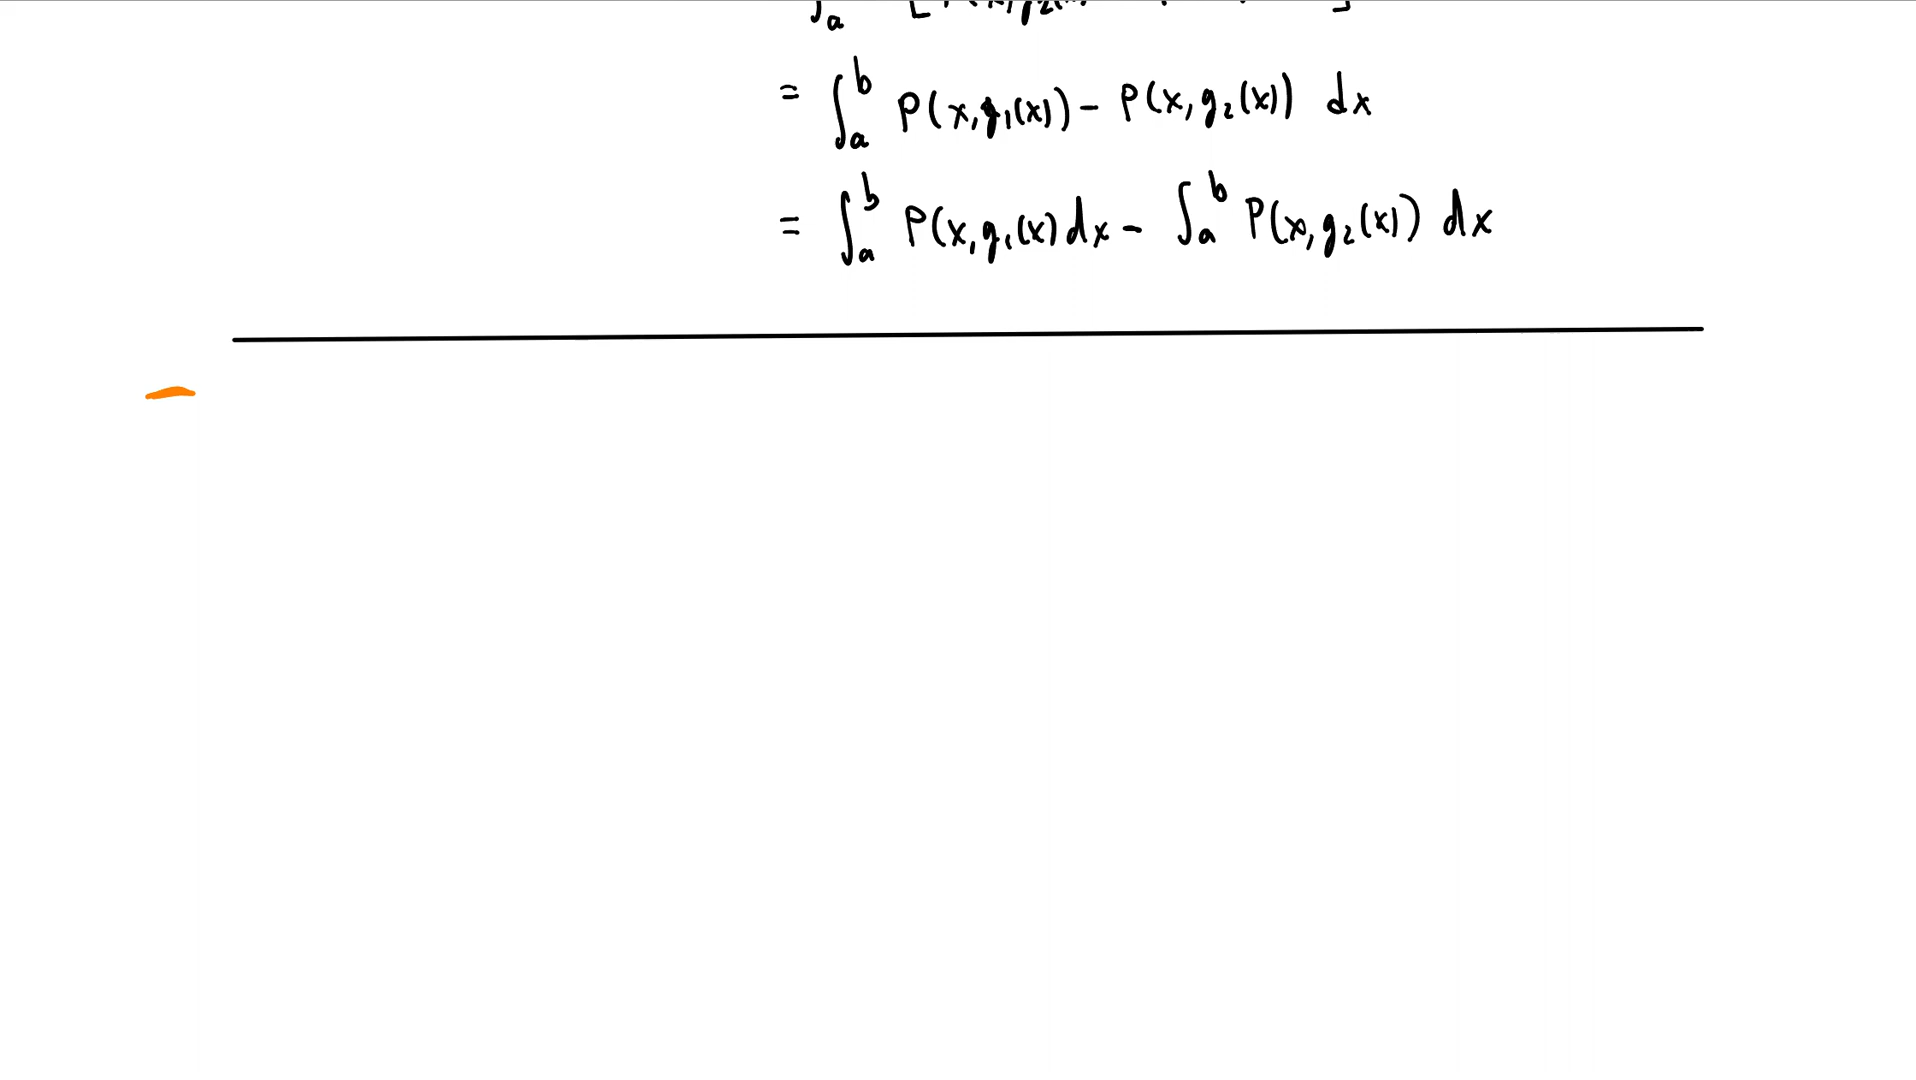 = ∫_a^b P(x,g₁(x)) - P(x,g₂(x)) dx
= ∫_a^b P(x,g₁(x) dx - ∫_a^b P(x,g₂(x)) dx